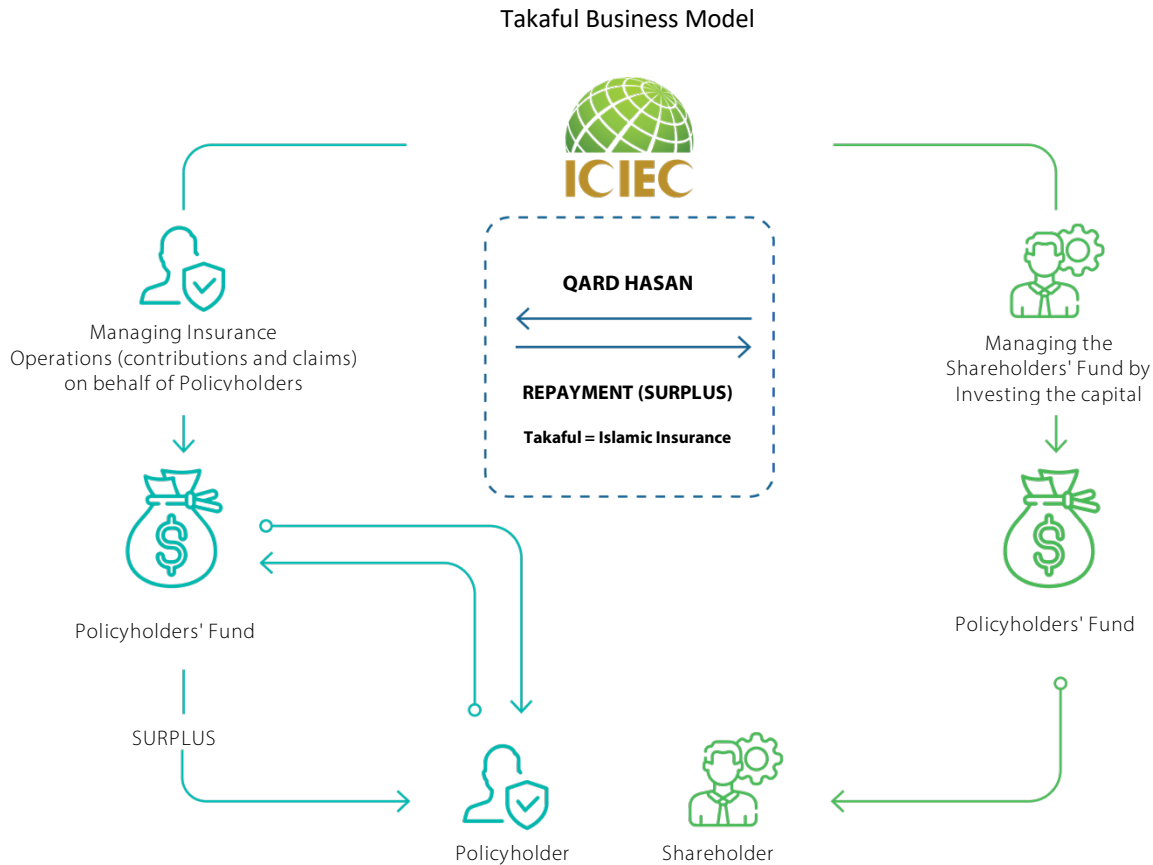 Takaful Business Model
ICIEC
QARD HASAN
REPAYMENT (SURPLUS)
Takaful = Islamic Insurance
Managing Insurance
Operations (contributions and claims)
on behalf of Policyholders
$
Policyholders' Fund
SURPLUS
Managing the
Shareholders' Fund by
Investing the capital
$
Policyholders' Fund
Policyholder
Shareholder